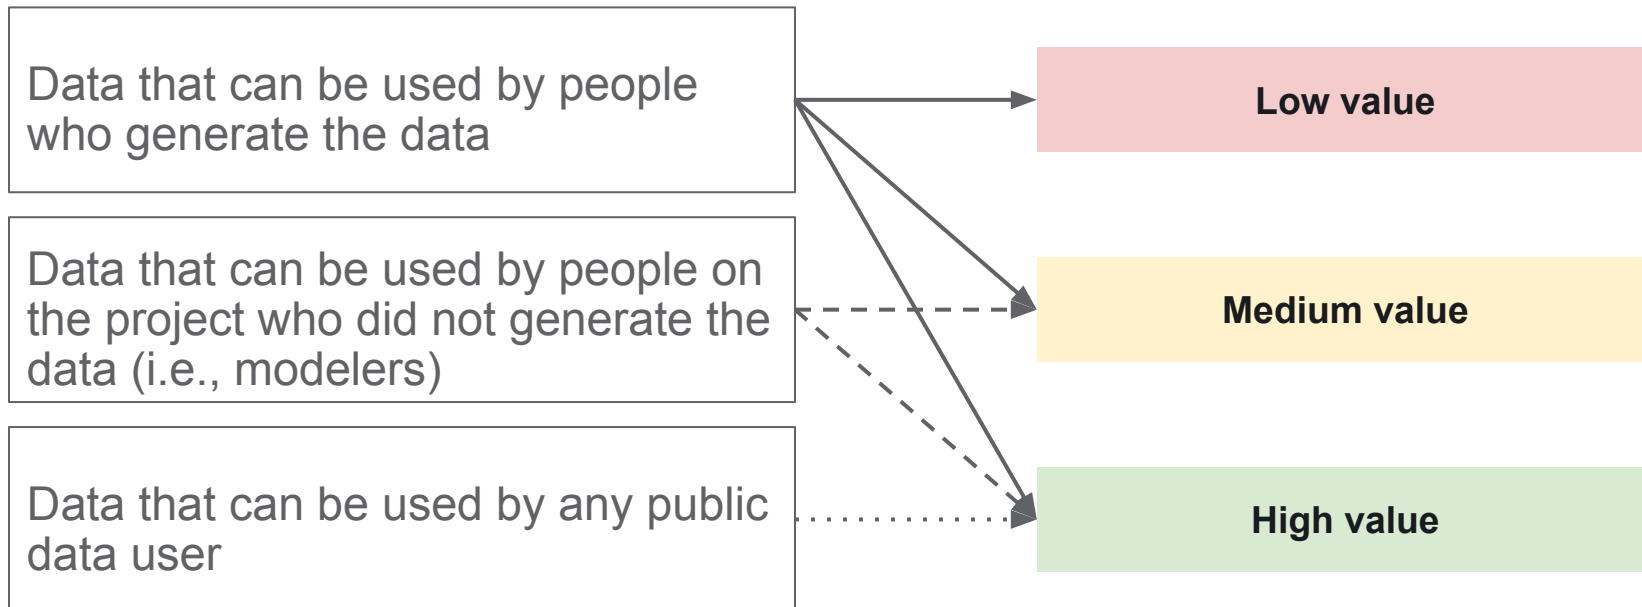 Data that can be used by people
who generate the data
Low value
Data that can be used by people on
the project who did not generate the
data (i.e., modelers)
Medium value
Data that can be used by any public
data user
High value